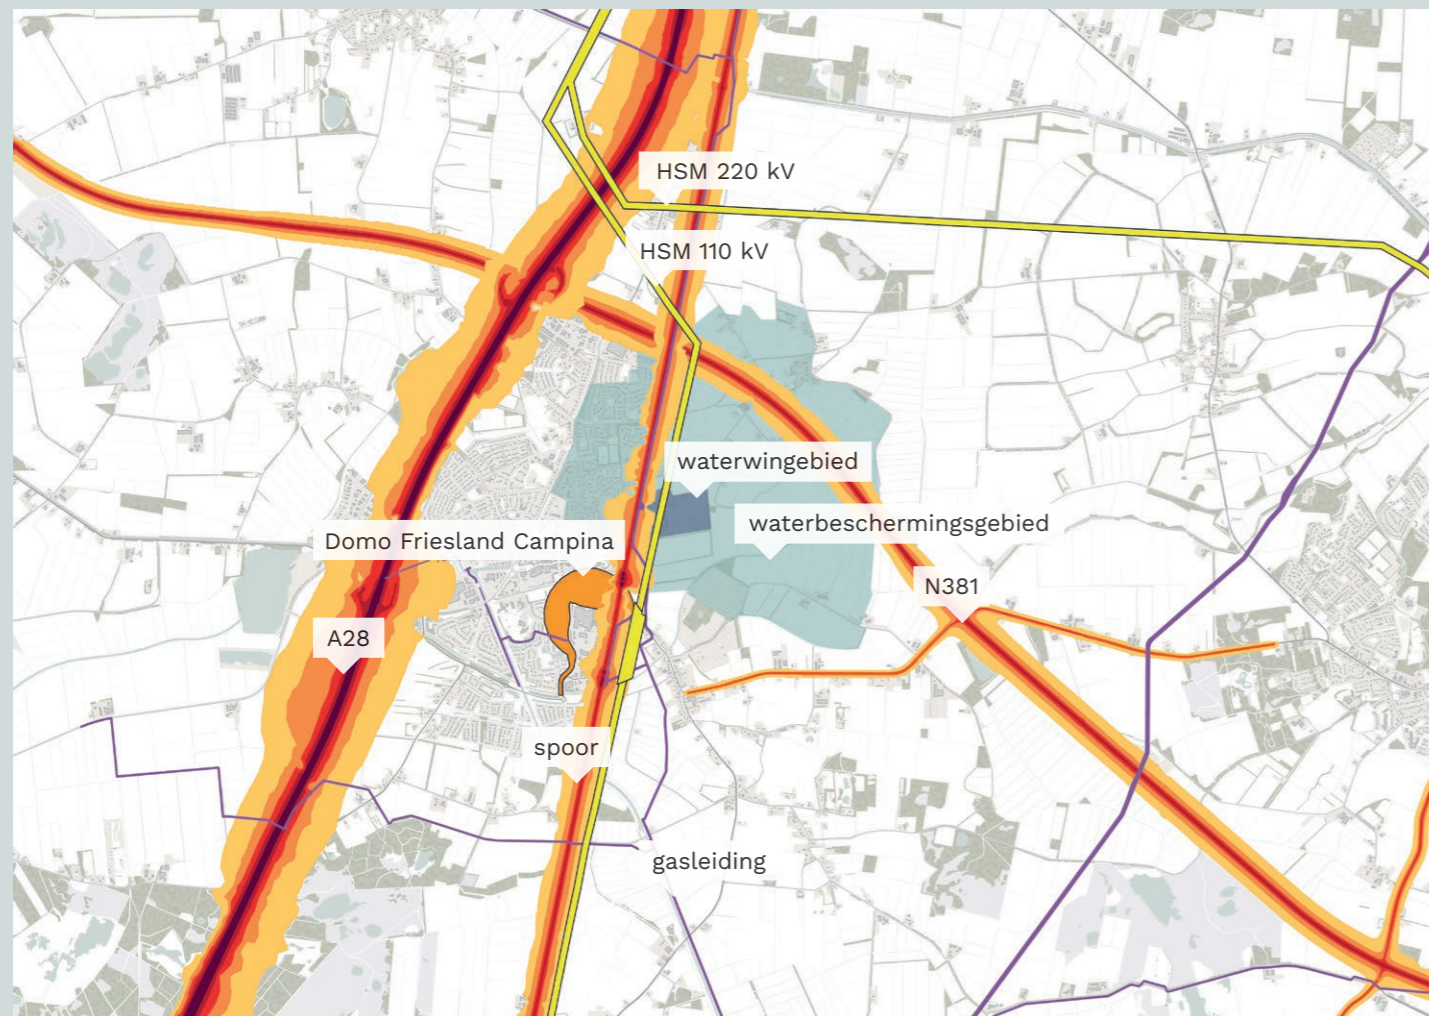 HSM 220 kV
HSM 110 kV
waterwingebied
waterbeschermingsgebied
Domo Friesland Campina
N381
A28
spoor
gasleiding